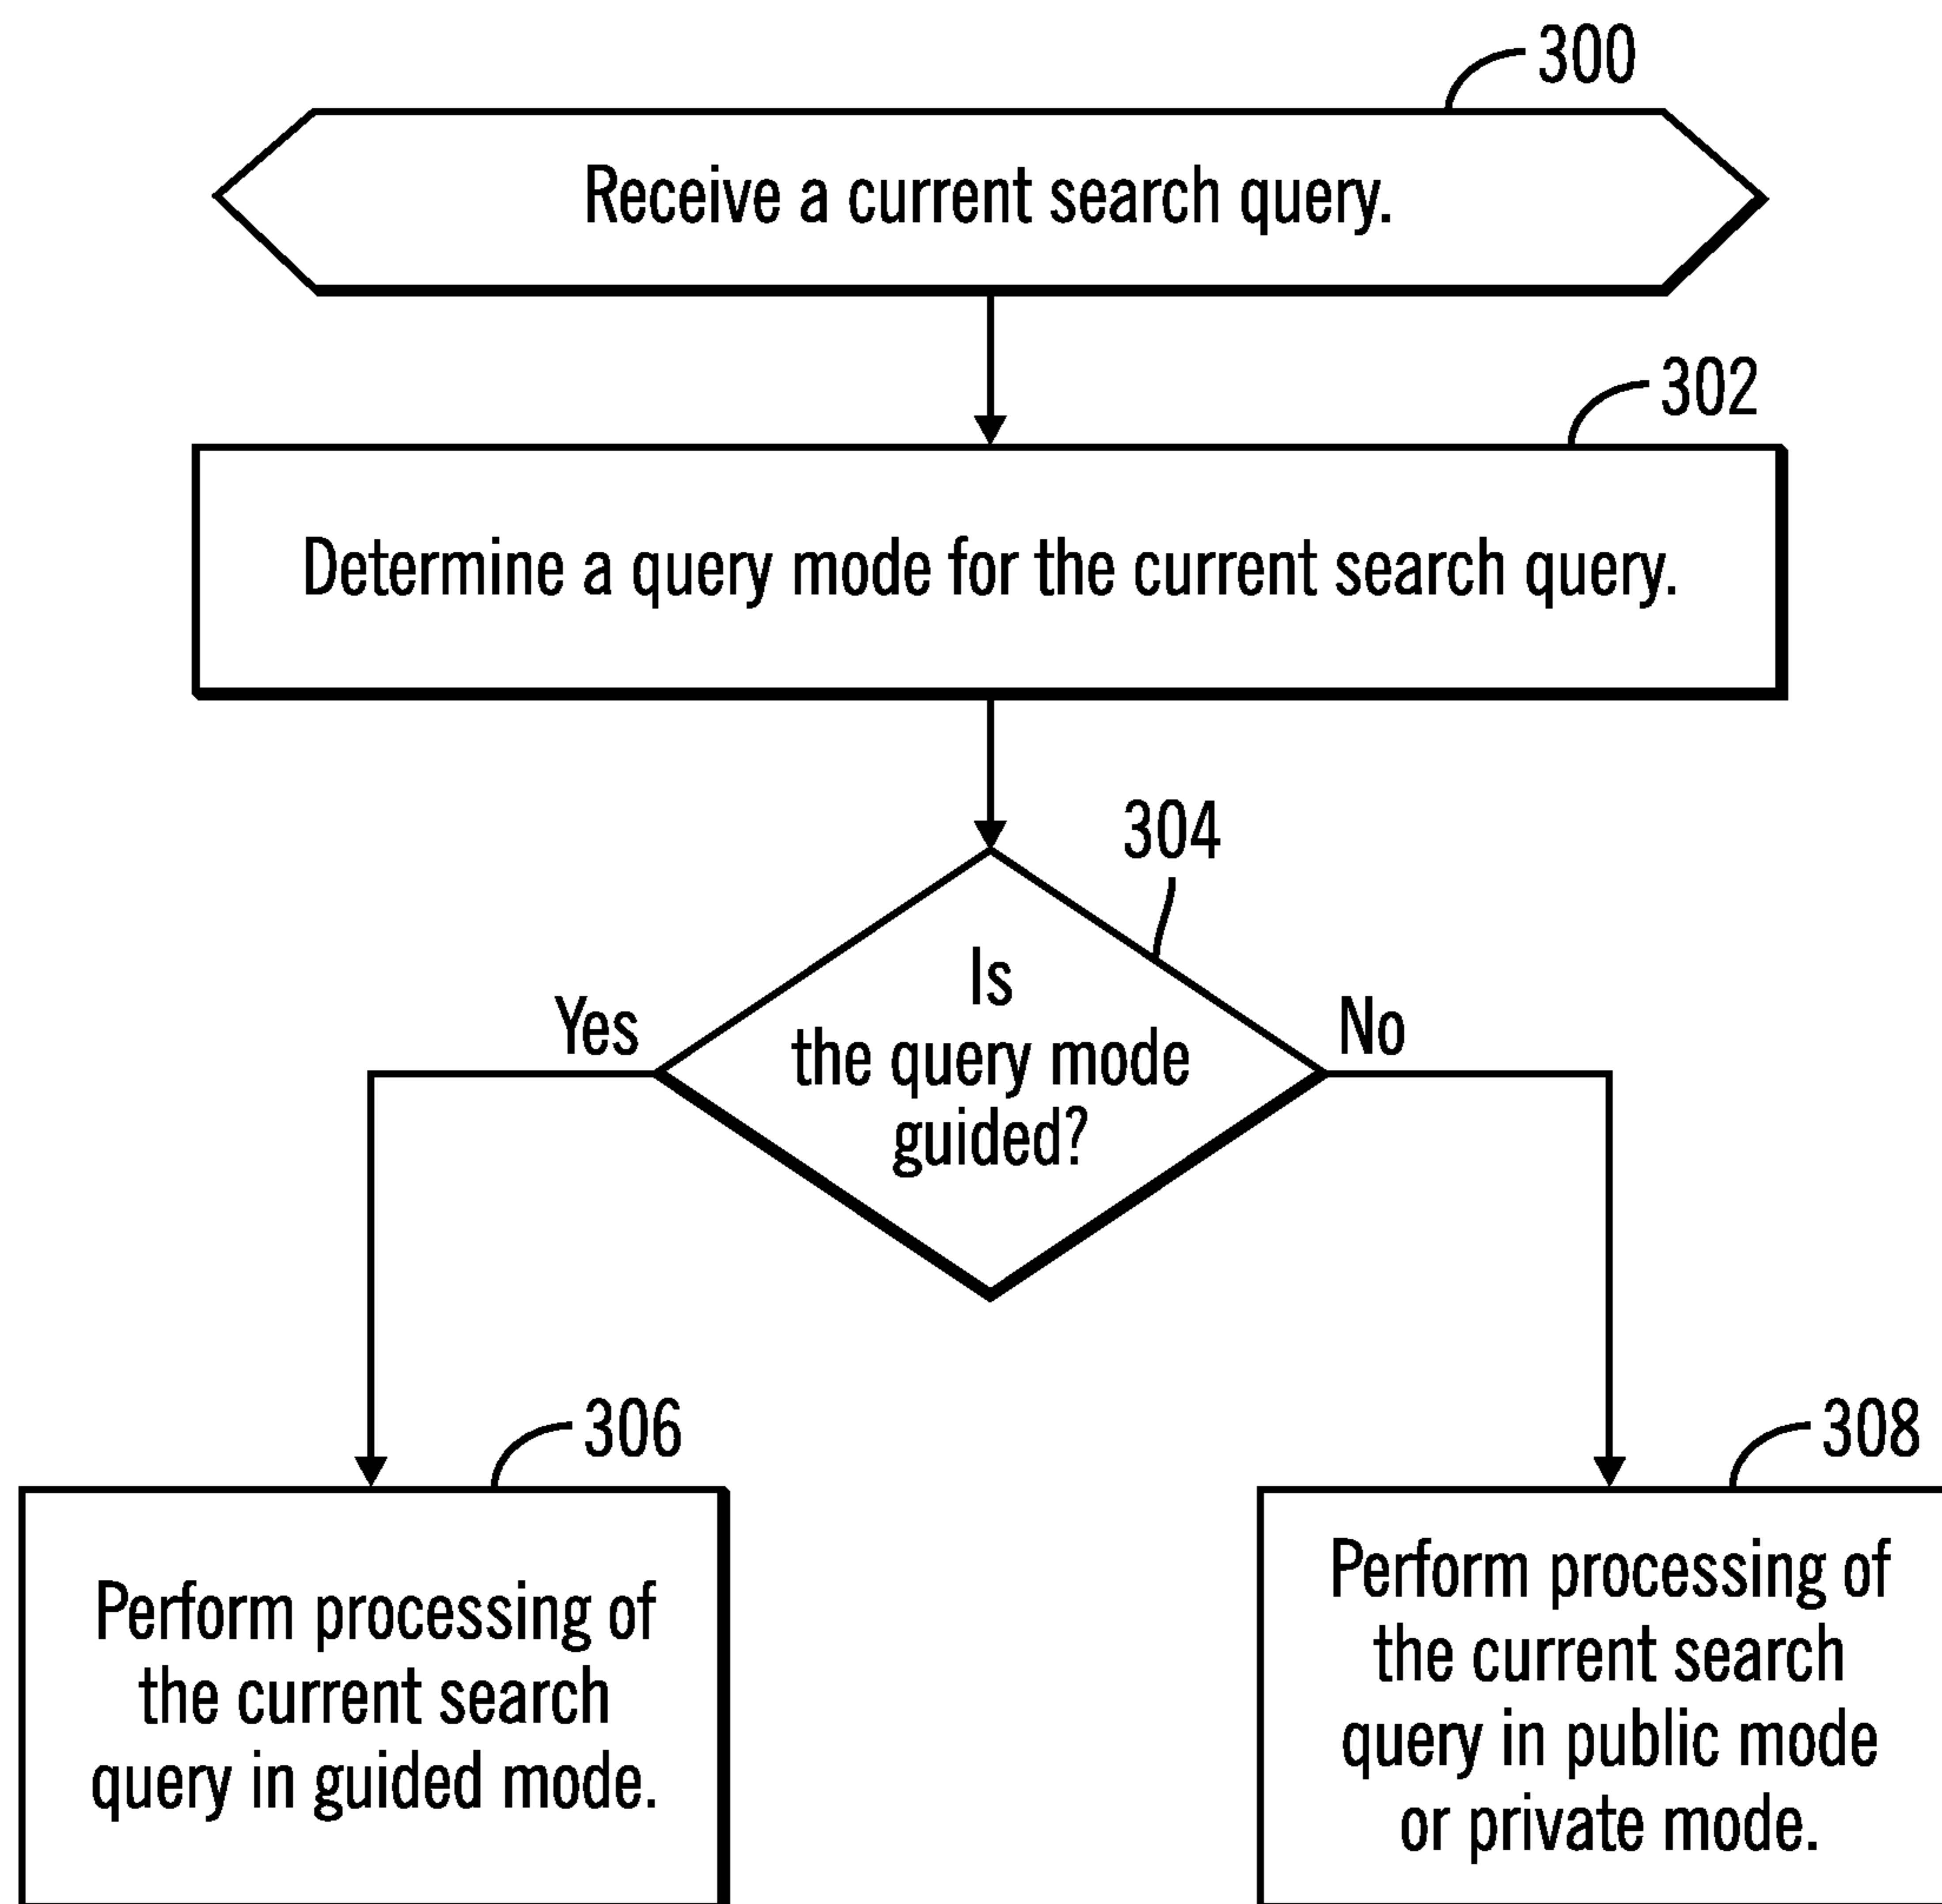 300
Receive a current search query.
302
Determine a query mode for the current search query.
304
Is
the query mode
guided?
Yes
No
306
Perform processing of
the current search
query in guided mode.
308
Perform processing of
the current search
query in public mode
or private mode.